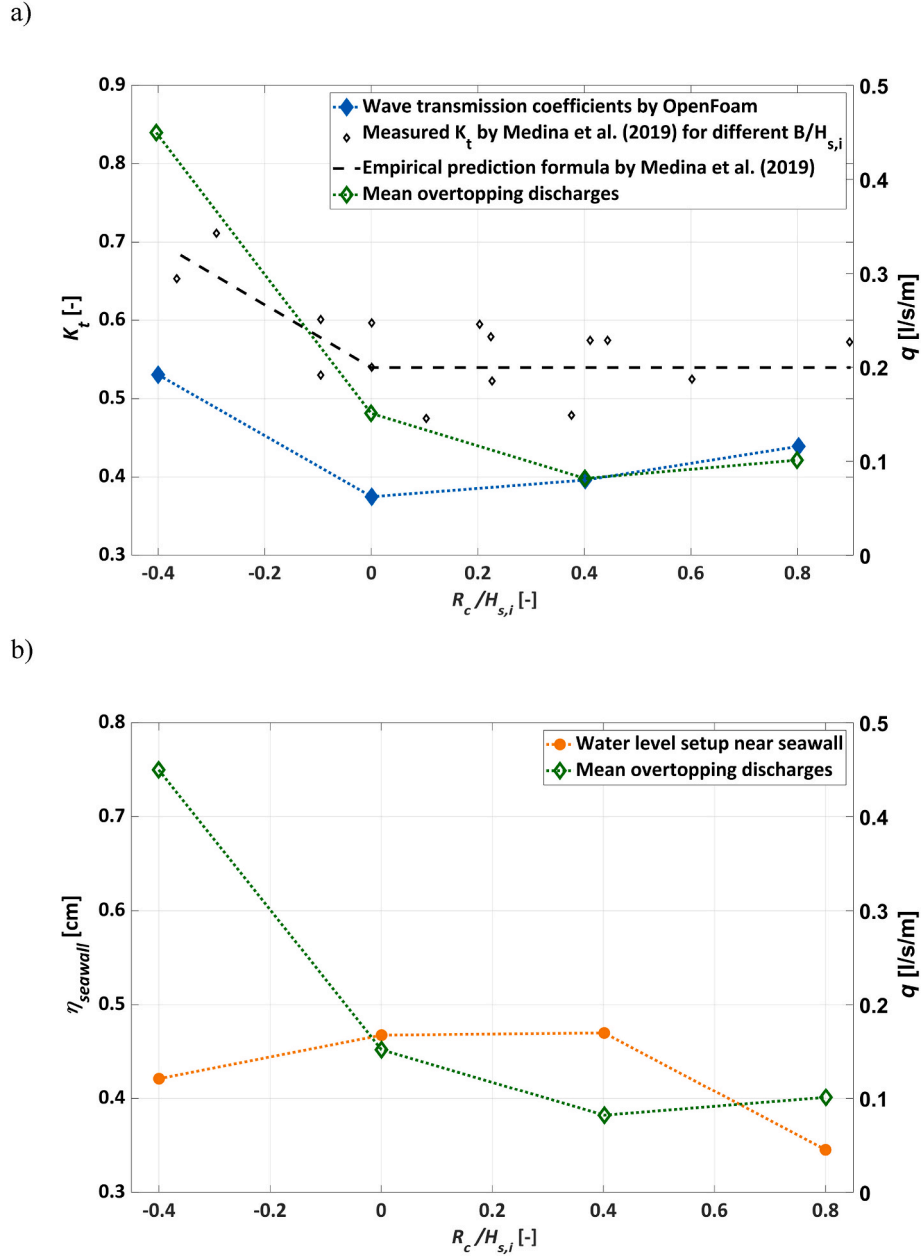 a)
Wave transmission coefficients by OpenFoam
Measured K_t by Medina et al. (2019) for different B/H_s,i
Empirical prediction formula by Medina et al. (2019)
Mean overtopping discharges
0.9
0.8
0.7
0.6
0.5
0.4
0.3
K_t [-]
0.5
0.4
0.3
0.2
0.1
0
q [l/s/m]
-0.4 -0.2 0 0.2 0.4 0.6 0.8
R_c/H_s,i [-]
b)
Water level setup near seawall
Mean overtopping discharges
0.8
0.7
0.6
0.5
0.4
0.3
η_seawall [cm]
0.5
0.4
0.3
0.2
0.1
0
q [l/s/m]
-0.4 -0.2 0 0.2 0.4 0.6 0.8
R_c/H_s,i [-]